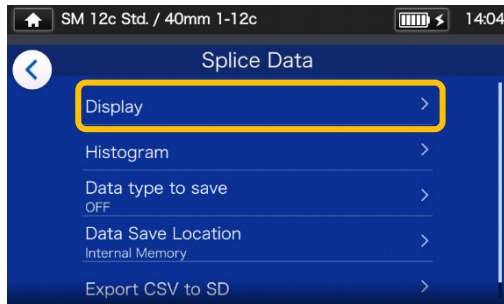 SM 12c Std. / 40mm 1-12c 14:04
Splice Data
Display
Histogram
Data type to save
OFF
Data Save Location
Internal Memory
Export CSV to SD